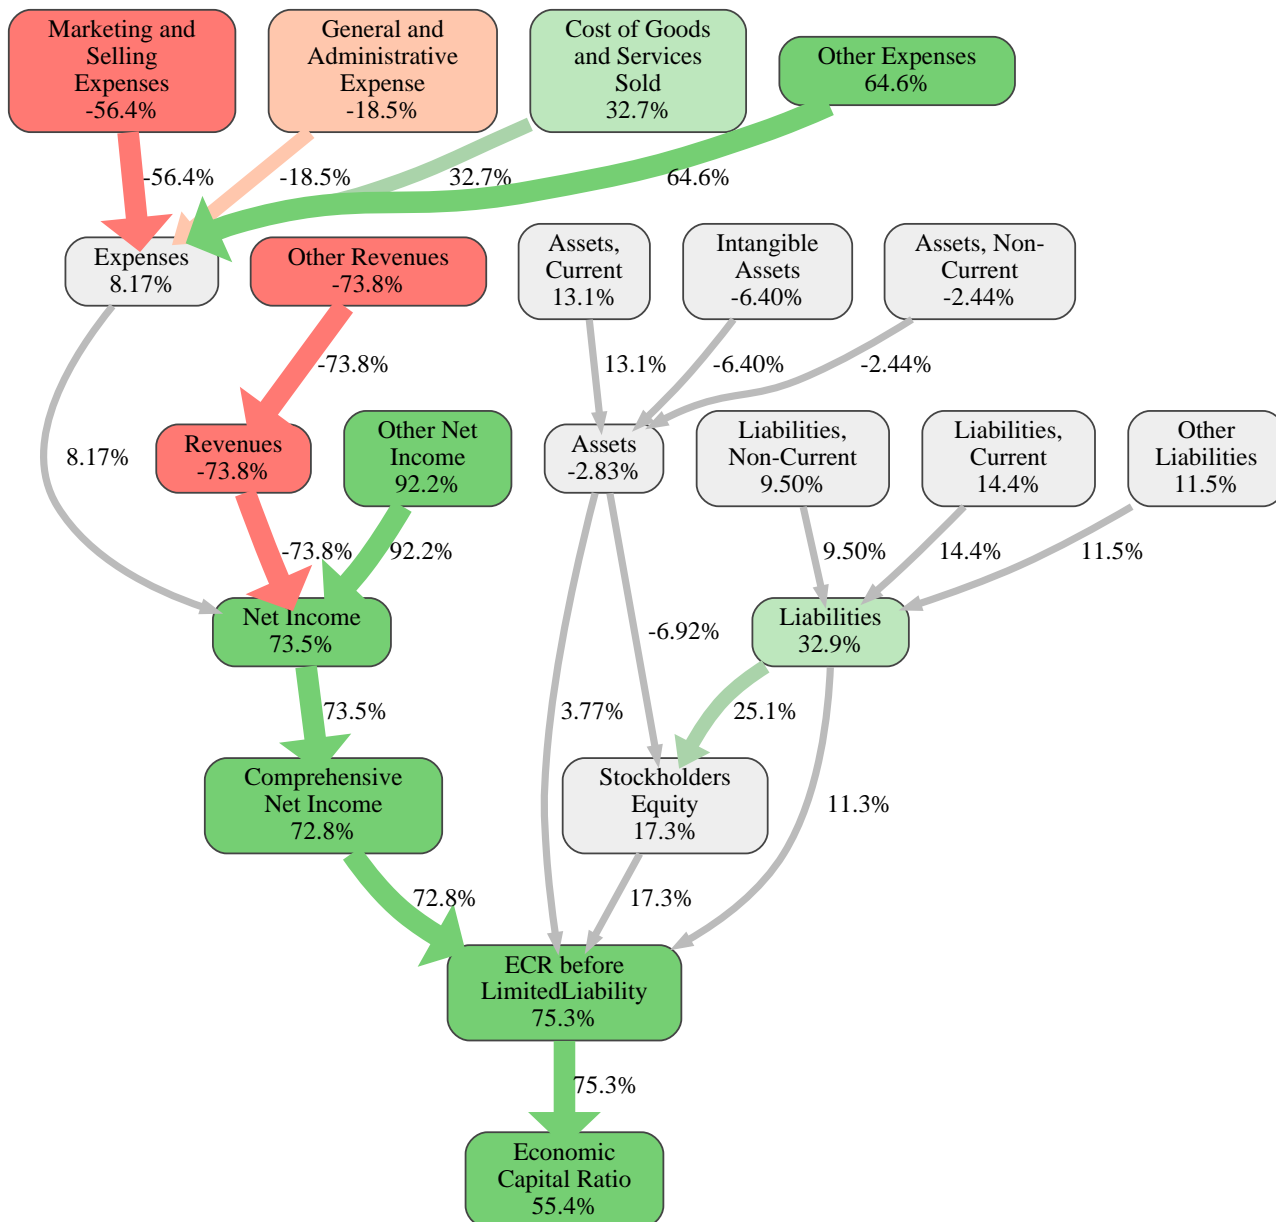 Marketing and
Selling
Expenses
-56.4%
General and
Administrative
Expense
-18.5%
Cost of Goods
and Services
Sold
32.7%
Other Expenses
64.6%
-56.4%
-18.5%
32.7%
64.6%
Expenses
8.17%
Other Revenues
-73.8%
Assets,
Current
13.1%
Intangible
Assets
-6.40%
Assets, Non-
Current
-2.44%
-73.8%
13.1%
-6.40%
-2.44%
8.17%
Revenues
-73.8%
Other Net
Income
92.2%
Assets
-2.83%
Liabilities,
Non-Current
9.50%
Liabilities,
Current
14.4%
Other
Liabilities
11.5%
-73.8%
92.2%
9.50%
14.4%
11.5%
Net Income
73.5%
-6.92%
Liabilities
32.9%
73.5%
3.77%
25.1%
Comprehensive
Net Income
72.8%
Stockholders
Equity
17.3%
11.3%
72.8%
17.3%
ECR before
LimitedLiability
75.3%
75.3%
Economic
Capital Ratio
55.4%